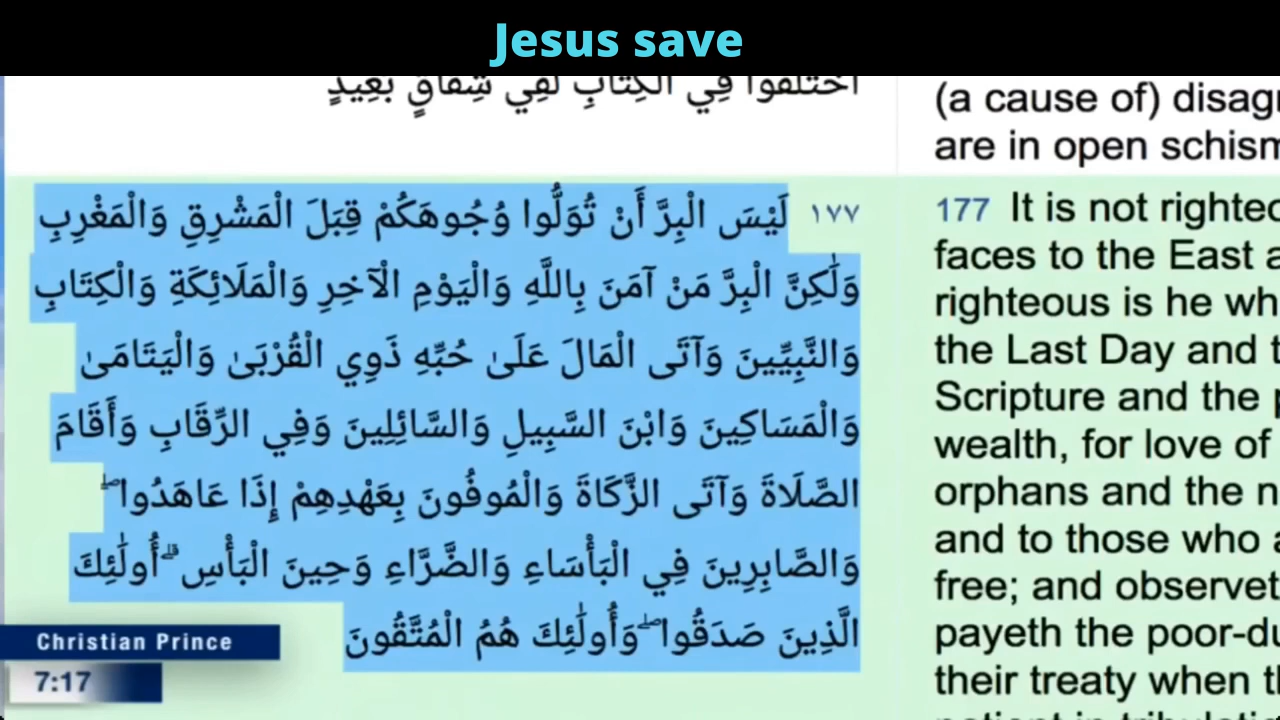 Jesus save
اختلفوا فِي الْكِتَابِ لَفِي شِقَاقٍ بَعِيدٍ
١٧٧ لَيْسَ الْبِرَّ أَنْ تُوَلُّوا وُجُوهَكُمْ قِبَلَ الْمَشْرِقِ وَالْمَغْرِبِ
وَلَٰكِنَّ الْبِرَّ مَنْ آمَنَ بِاللَّهِ وَالْيَوْمِ الْآخِرِ وَالْمَلَائِكَةِ وَالْكِتَابِ
وَالنَّبِيِّينَ وَآتَى الْمَالَ عَلَىٰ حُبِّهِ ذَوِي الْقُرْبَىٰ وَالْيَتَامَىٰ
وَالْمَسَاكِينَ وَابْنَ السَّبِيلِ وَالسَّائِلِينَ وَفِي الرِّقَابِ وَأَقَامَ
الصَّلَاةَ وَآتَى الزَّكَاةَ وَالْمُوفُونَ بِعَهْدِهِمْ إِذَا عَاهَدُوا ۖ
وَالصَّابِرِينَ فِي الْبَأْسَاءِ وَالضَّرَّاءِ وَحِينَ الْبَأْسِ ۗ أُولَٰئِكَ
الَّذِينَ صَدَقُوا ۖ وَأُولَٰئِكَ هُمُ الْمُتَّقُونَ
(a cause of) disag
are in open schism
177 It is not righteo
faces to the East a
righteous is he wh
the Last Day and t
Scripture and the p
wealth, for love of
orphans and the n
and to those who a
free; and observet
payeth the poor-du
their treaty when th
Christian Prince
7:17